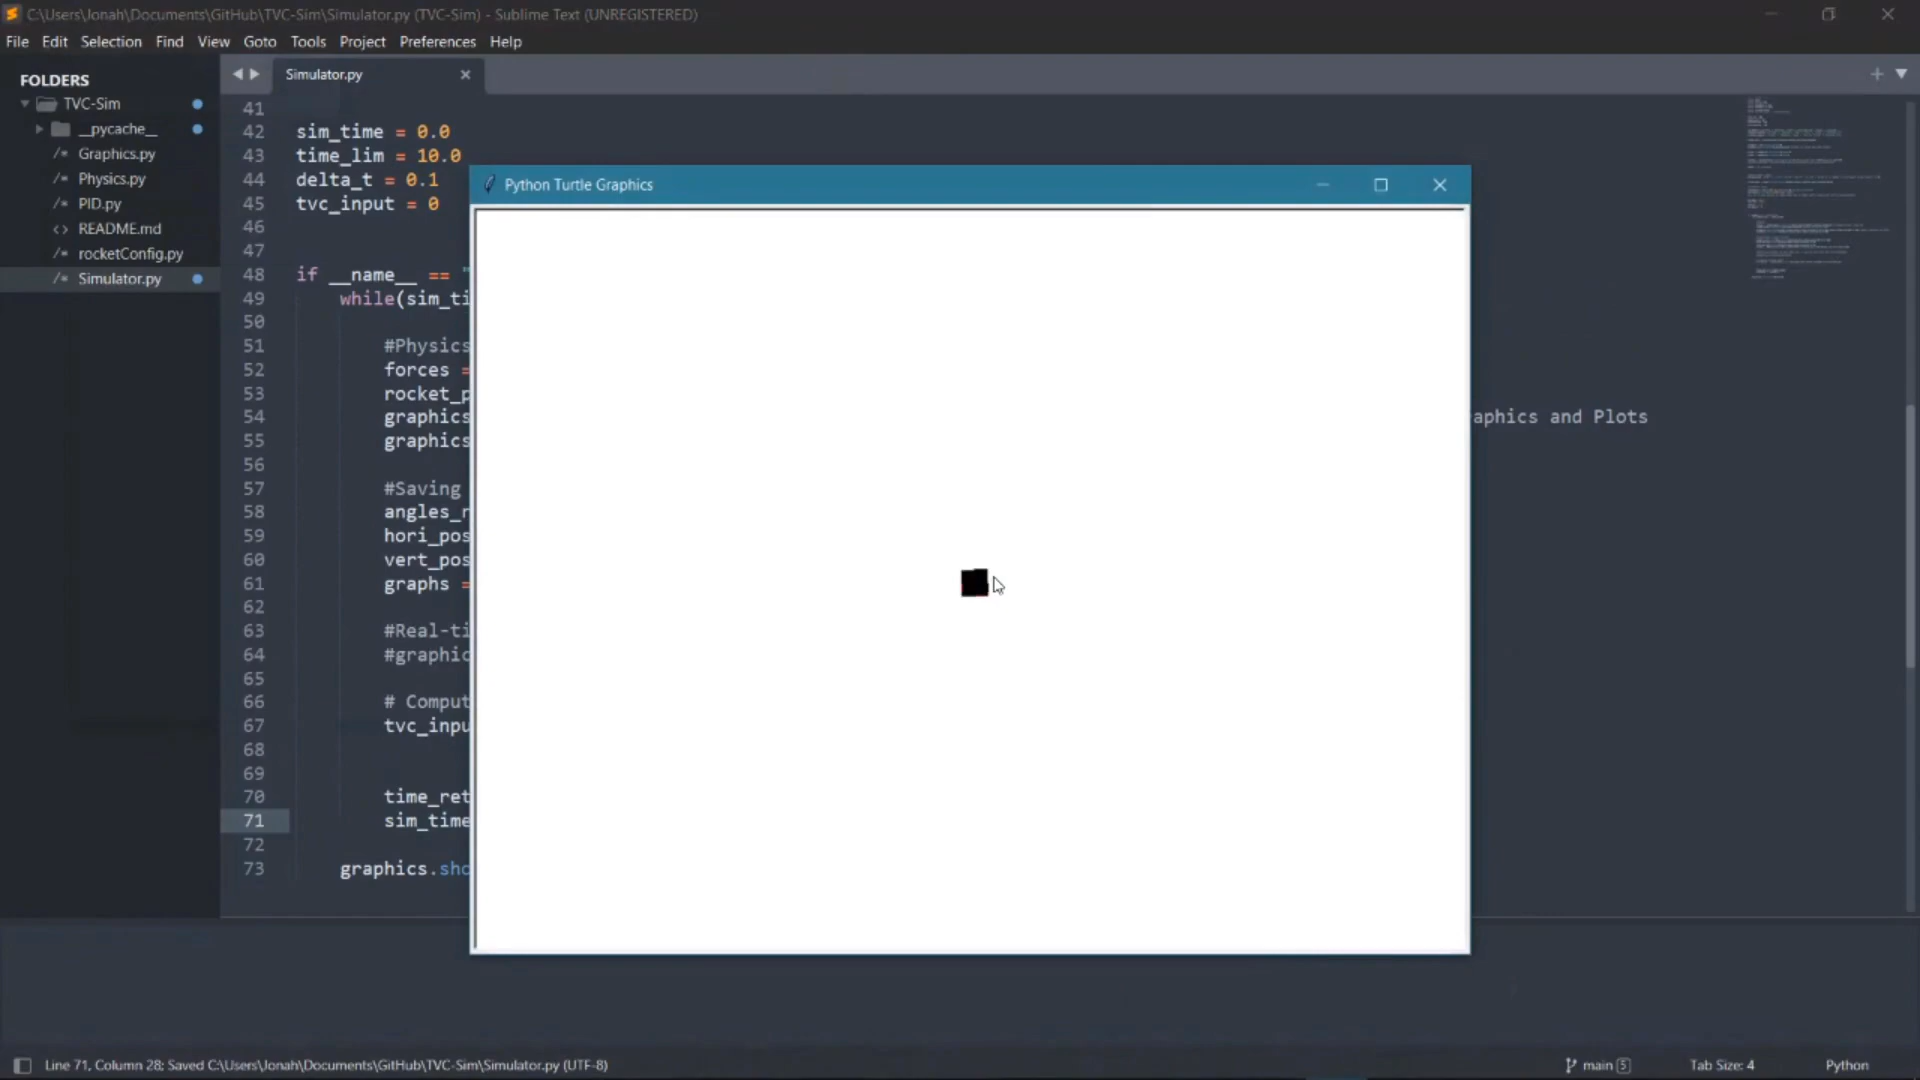 C:\Users\Jonah\Documents\GitHub\TVC-Sim\Simulator.py (TVC-Sim) - Sublime Text (UNREGISTERED)
File Edit Selection Find View Goto Tools Project Preferences Help
FOLDERS
TVC-Sim
__pycache__
/* Graphics.py
/* Physics.py
/* PID.py
<> README.md
/* rocketConfig.py
/* Simulator.py
Simulator.py
41
42 sim_time = 0.0
43 time_lim = 10.0
44 delta_t = 0.1
45 tvc_input = 0
46
47
48 if __name__ == "
49 while(sim_ti
50
51 #Physics
52 forces =
53 rocket_p
54 graphics aphics and Plots
55 graphics
56
57 #Saving
58 angles_r
59 hori_pos
60 vert_pos
61 graphs =
62
63 #Real-ti
64 #graphic
65
66 # Comput
67 tvc_inpu
68
69
70 time_ret
71 sim_time
72
73 graphics.sho
Python Turtle Graphics
Line 71, Column 28; Saved C:\Users\Jonah\Documents\GitHub\TVC-Sim\Simulator.py (UTF-8)
main 5 Tab Size: 4 Python